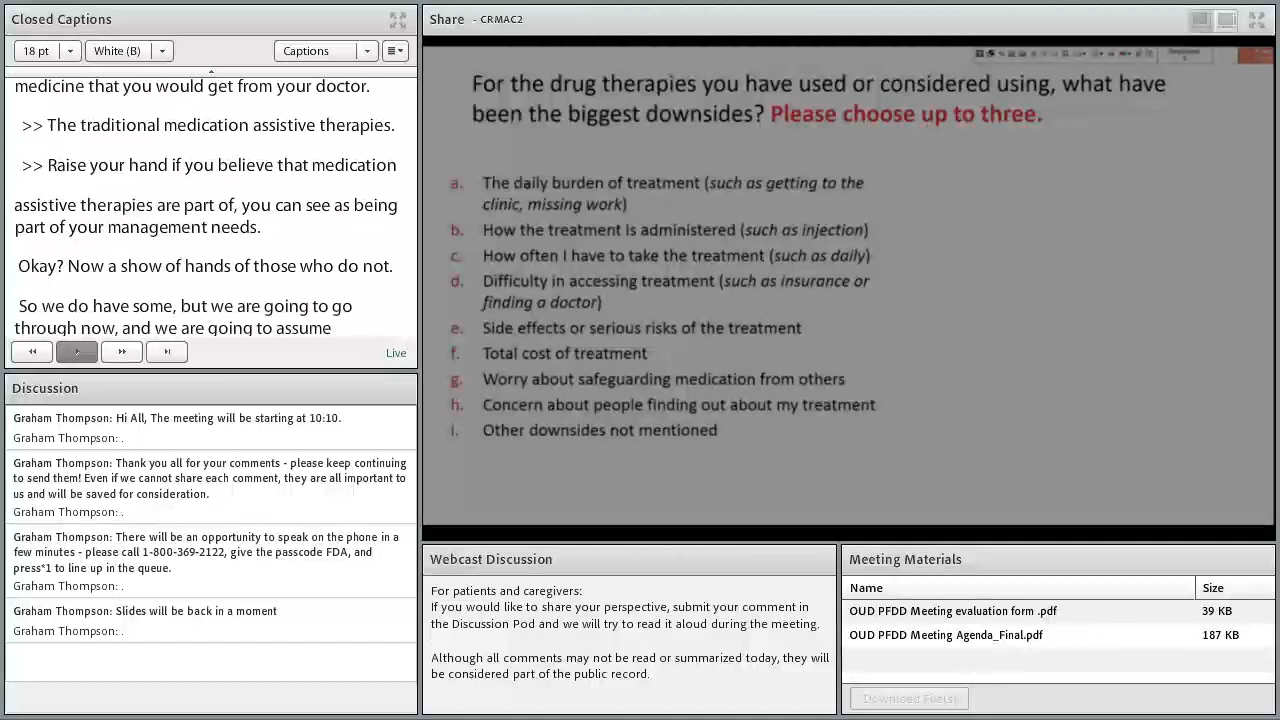 Closed Captions
18 pt
White (B)
Captions
medicine that you would get from your doctor.
>> The traditional medication assistive therapies.
>> Raise your hand if you believe that medication
assistive therapies are part of, you can see as being
part of your management needs.
Okay? Now a show of hands of those who do not.
So we do have some, but we are going to go
through now, and we are going to assume
Live
Discussion
Graham Thompson: Hi All, The meeting will be starting at 10:10.
Graham Thompson: .
Graham Thompson: Thank you all for your comments - please keep continuing
to send them! Even if we cannot share each comment, they are all important to
us and will be saved for consideration.
Graham Thompson: .
Graham Thompson: There will be an opportunity to speak on the phone in a
few minutes - please call 1-800-369-2122, give the passcode FDA, and
press*1 to line up in the queue.
Graham Thompson: .
Graham Thompson: Slides will be back in a moment
Graham Thompson: .
Share - CRMAC2
For the drug therapies you have used or considered using, what have
been the biggest downsides? Please choose up to three.
a. The daily burden of treatment (such as getting to the
clinic, missing work)
b. How the treatment is administered (such as injection)
c. How often I have to take the treatment (such as daily)
d. Difficulty in accessing treatment (such as insurance or
finding a doctor)
e. Side effects or serious risks of the treatment
f. Total cost of treatment
g. Worry about safeguarding medication from others
h. Concern about people finding out about my treatment
i. Other downsides not mentioned
Webcast Discussion
For patients and caregivers:
If you would like to share your perspective, submit your comment in
the Discussion Pod and we will try to read it aloud during the meeting.
Although all comments may not be read or summarized today, they will
be considered part of the public record.
Meeting Materials
Name Size
OUD PFDD Meeting evaluation form .pdf 39 KB
OUD PFDD Meeting Agenda_Final.pdf 187 KB
Download File(s)